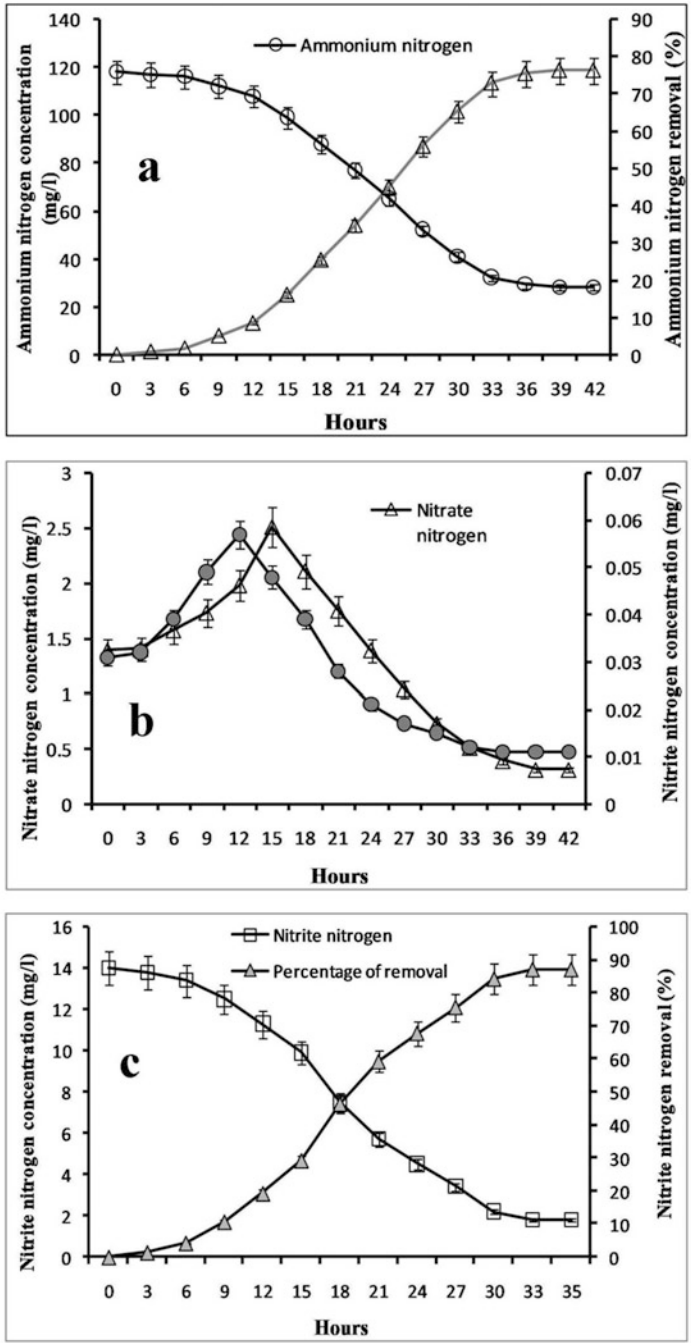 140
120
100
80
60
40
20
0
90
80
70
60
50
40
30
20
10
0
Ammonium nitrogen
a
Ammonium nitrogen concentration
(mg/l)
Ammonium nitrogen removal (%)
0 3 6 9 12 15 18 21 24 27 30 33 36 39 42
Hours
3
2.5
2
1.5
1
0.5
0
0.07
0.06
0.05
0.04
0.03
0.02
0.01
0
Nitrate
nitrogen
b
Nitrate nitrogen concentration (mg/l)
Nitrite nitrogen concentration (mg/l)
0 3 6 9 12 15 18 21 24 27 30 33 36 39 42
Hours
16
14
12
10
8
6
4
2
0
100
90
80
70
60
50
40
30
20
10
0
Nitrite nitrogen
Percentage of removal
c
Nitrite nitrogen concentration (mg/l)
Nitrite nitrogen removal (%)
0 3 6 9 12 15 18 21 24 27 30 33 35
Hours